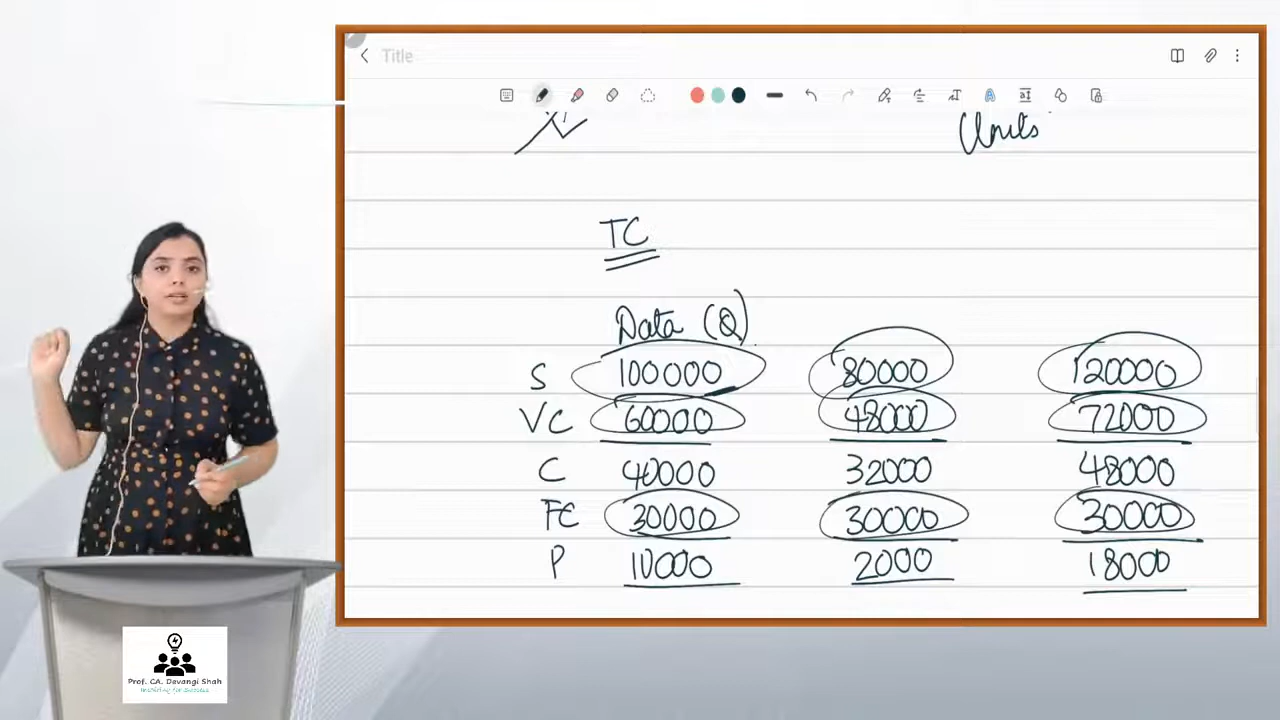 Title
Units
TC
Data (Q)
S 100000 80000 120000
VC 60000 48000 72000
C 40000 32000 48000
FC 30000 30000 30000
P 10000 2000 18000
Prof. CA. Devangi Shah